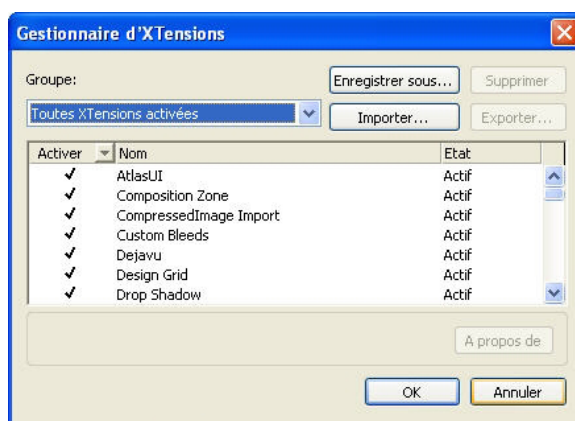 Gestionnaire d'XTensions
Groupe:
Enregistrer sous... Supprimer
Toutes XTensions activées Importer... Exporter...
Activer Nom Etat
AtlasUI Actif
Composition Zone Actif
CompressedImage Import Actif
Custom Bleeds Actif
Dejavu Actif
Design Grid Actif
Drop Shadow Actif
A propos de
OK Annuler